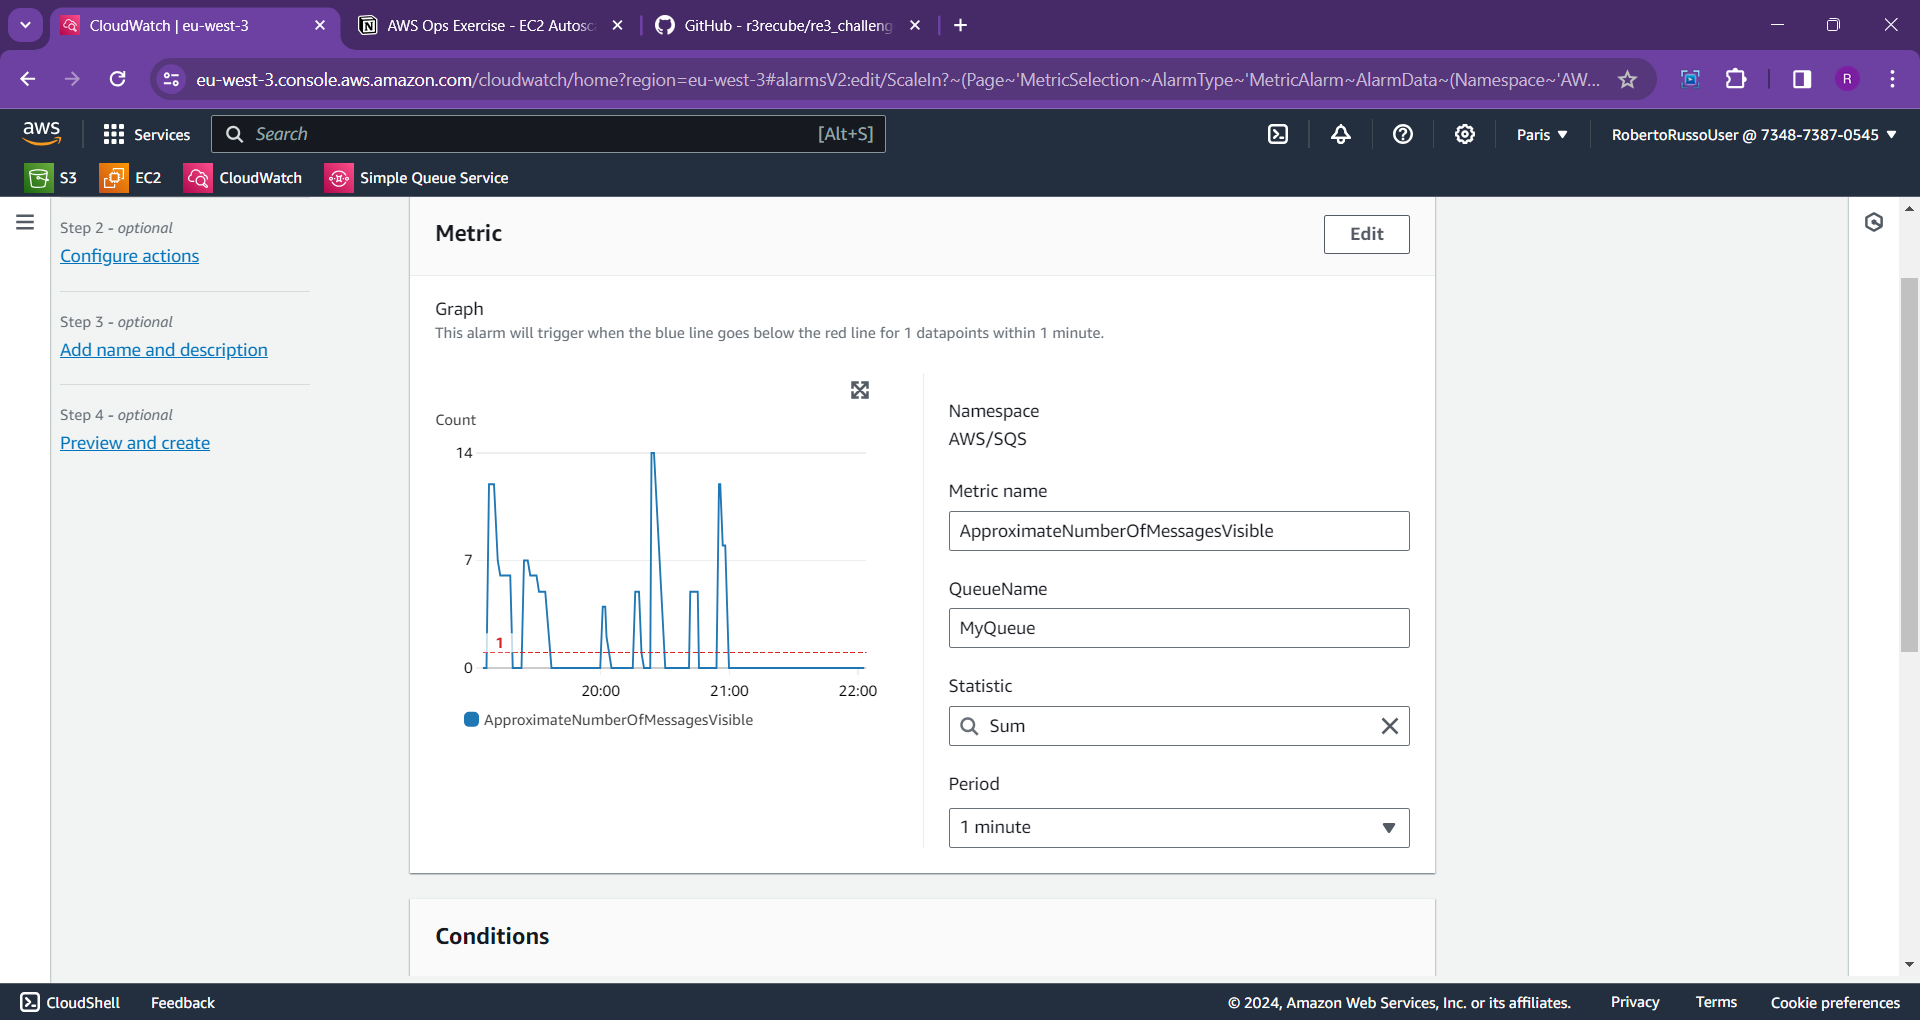 CloudWatch | eu-west-3
AWS Ops Exercise - EC2 Autosc
GitHub - r3recube/re3_challeng
eu-west-3.console.aws.amazon.com/cloudwatch/home?region=eu-west-3#alarmsV2:edit/ScaleIn?~(Page~'MetricSelection~AlarmType~'MetricAlarm~AlarmData~(Namespace~'AW...
R
aws
Services
Search
[Alt+S]
Paris
RobertoRussoUser @ 7348-7387-0545
S3
EC2
CloudWatch
Simple Queue Service
Step 2 - optional
Configure actions
Step 3 - optional
Add name and description
Step 4 - optional
Preview and create
Metric
Edit
Graph
This alarm will trigger when the blue line goes below the red line for 1 datapoints within 1 minute.
Count
14
7
1
0
20:00
21:00
22:00
ApproximateNumberOfMessagesVisible
Namespace
AWS/SQS
Metric name
ApproximateNumberOfMessagesVisible
QueueName
MyQueue
Statistic
Sum
Period
1 minute
Conditions
CloudShell
Feedback
© 2024, Amazon Web Services, Inc. or its affiliates.
Privacy
Terms
Cookie preferences